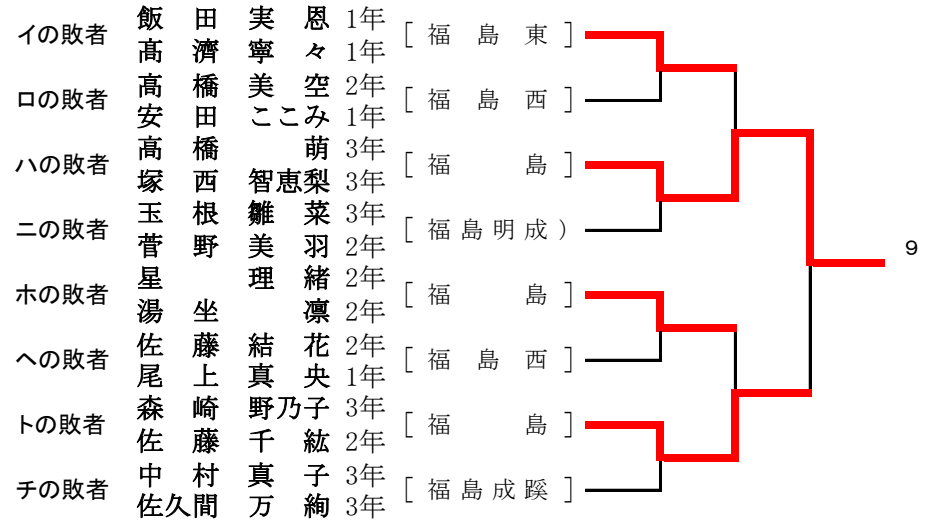 飯田実恩 1年
イの敗者 [福島東]
髙濟寧々 1年
高橋美空 2年
ロの敗者 [福島西]
安田ここみ 1年
高橋萌 3年
ハの敗者 [福島]
塚西智恵梨 3年
玉根雛菜 3年
ニの敗者 [福島明成)
菅野美羽 2年
星理緒 2年
ホの敗者 [福島]
湯坐凛 2年
佐藤結花 2年
ヘの敗者 [福島西]
尾上真央 1年
森崎野乃子 3年
トの敗者 [福島]
佐藤千紘 2年
中村真子 3年
チの敗者 [福島成蹊]
佐久間万絢 3年
9